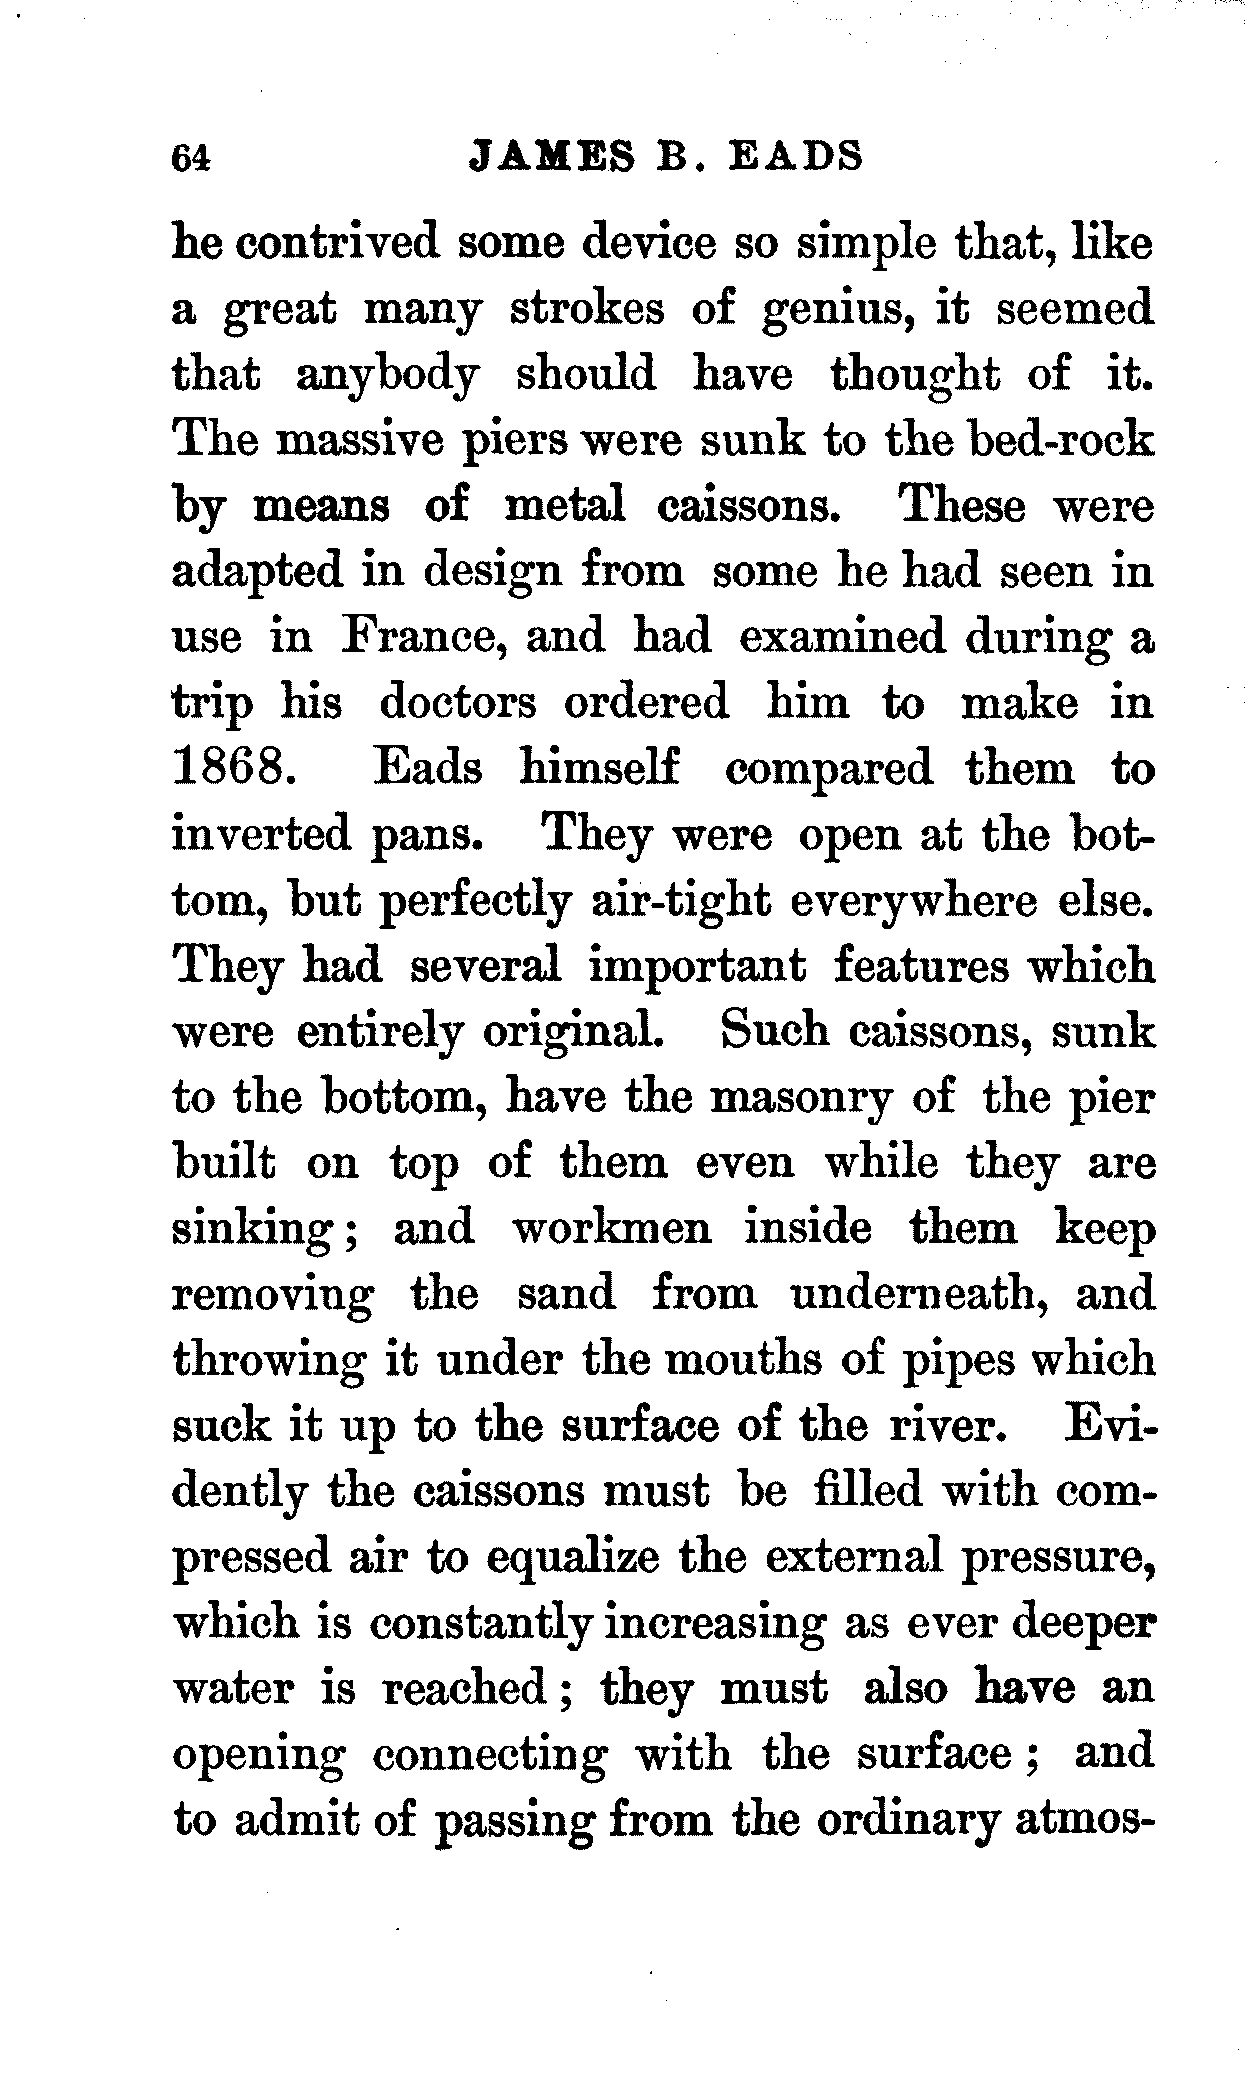 64 JAMES B. EADS
he contrived some device so simple that, like
a great many strokes of genius, it seemed
that anybody should have thought of it.
The massive piers were sunk to the bed-rock
by means of metal caissons. These were
adapted in design from some he had seen in
use in France, and had examined during a
trip his doctors ordered him to make in
1868. Eads himself compared them to
inverted pans. They were open at the bot-
tom, but perfectly air-tight everywhere else.
They had several important features which
were entirely original. Such caissons, sunk
to the bottom, have the masonry of the pier
built on top of them even while they are
sinking; and workmen inside them keep
removing the sand from underneath, and
throwing it under the mouths of pipes which
suck it up to the surface of the river. Evi-
dently the caissons must be filled with com-
pressed air to equalize the external pressure,
which is constantly increasing as ever deeper
water is reached; they must also have an
opening connecting with the surface; and
to admit of passing from the ordinary atmos-